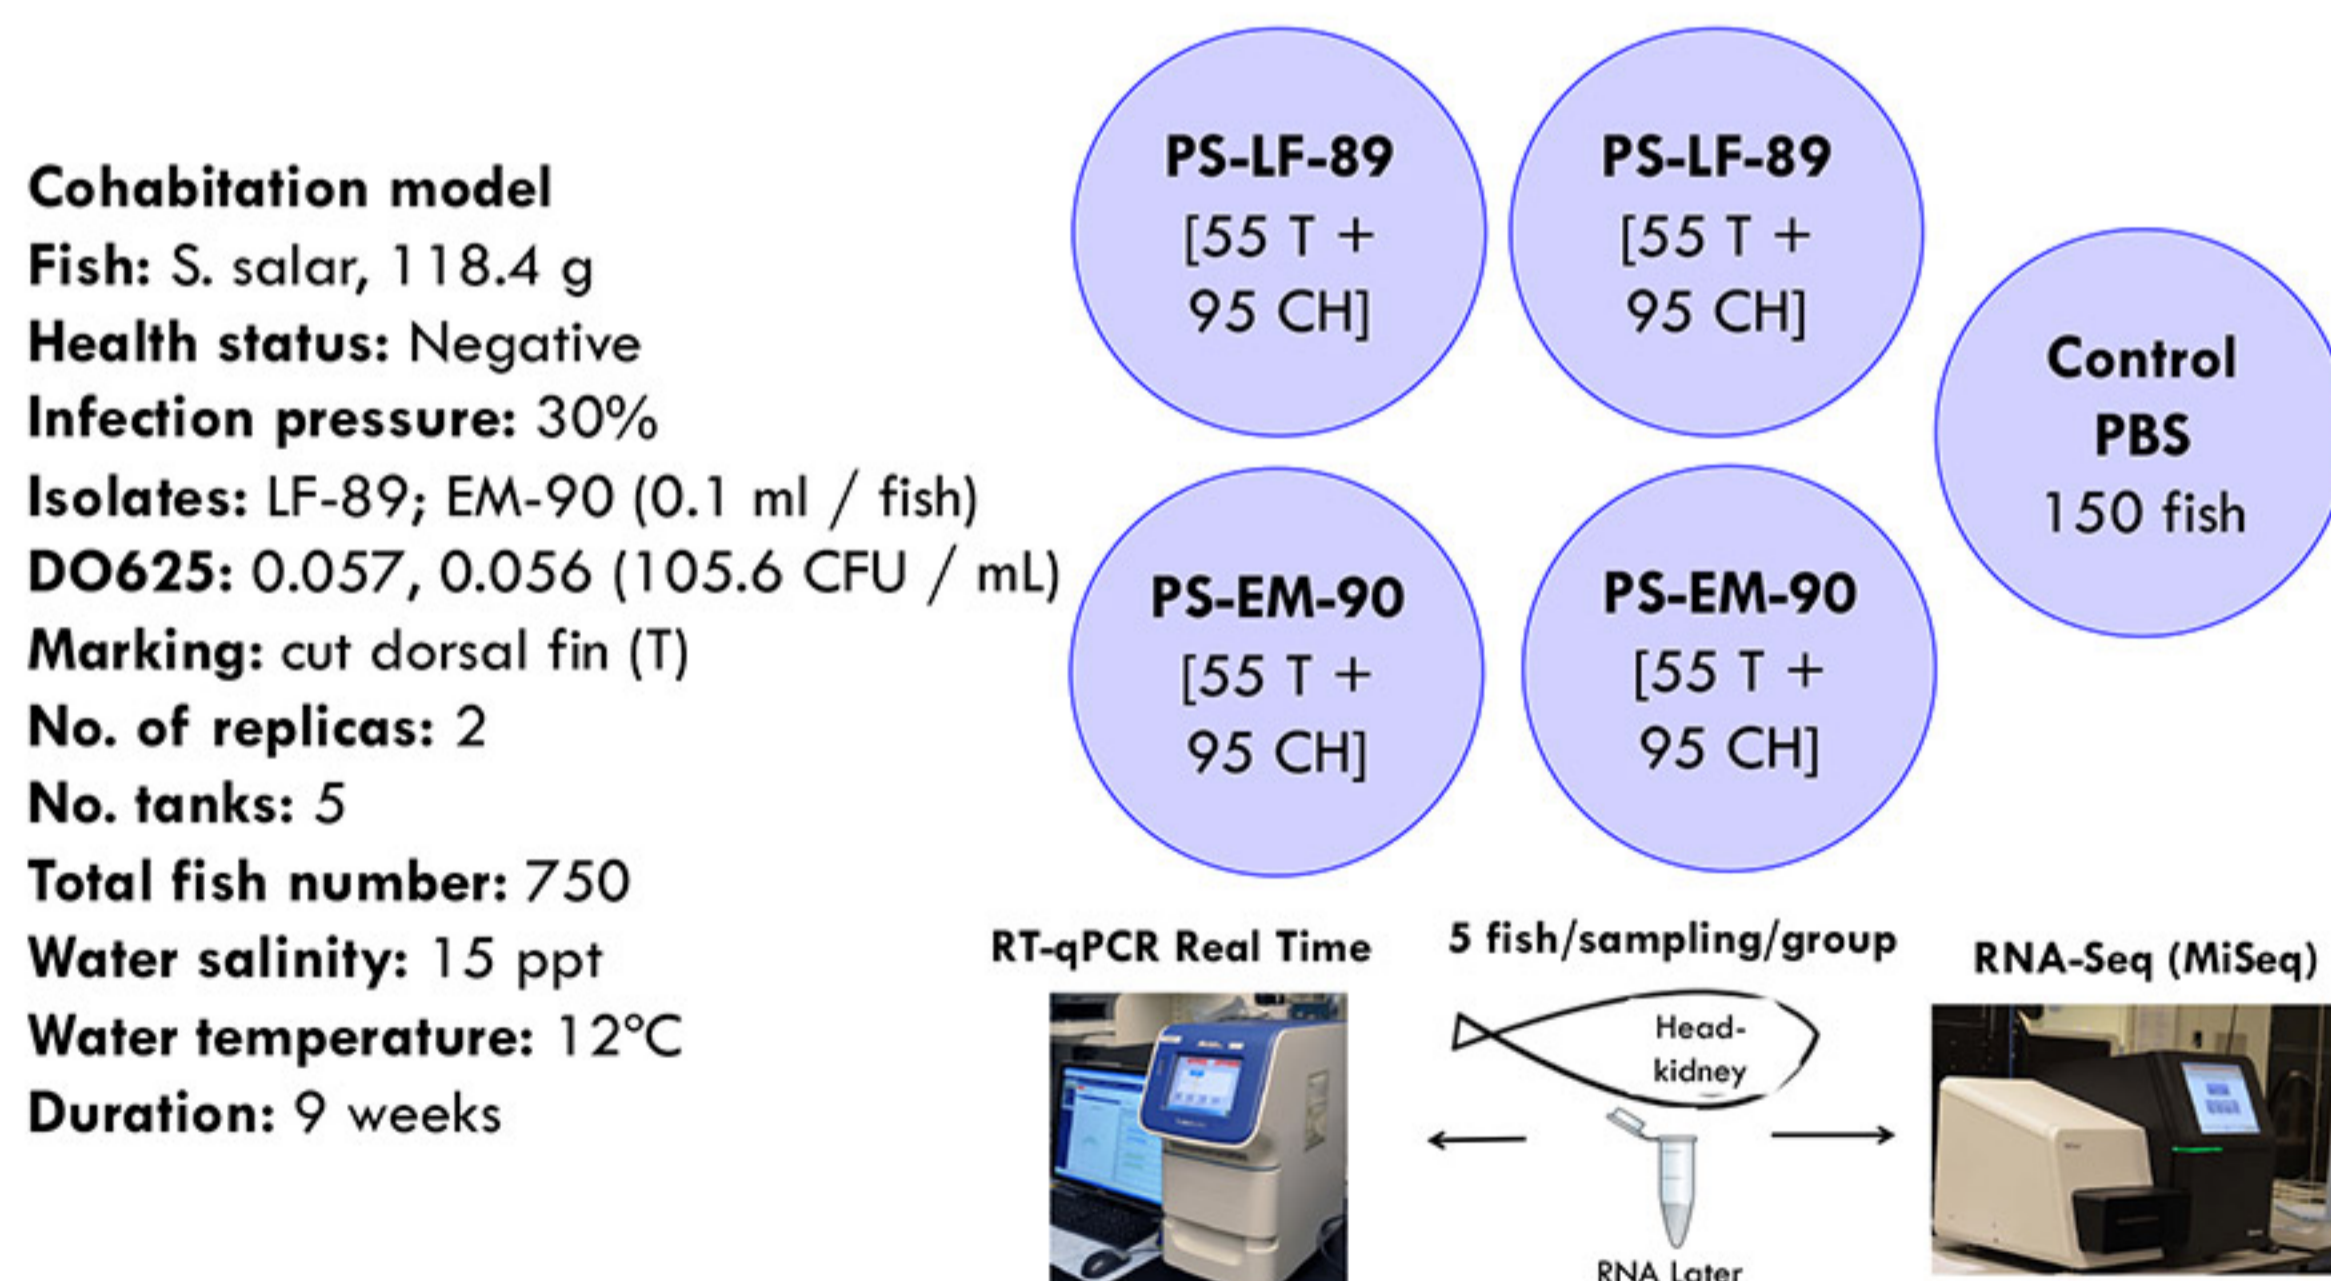 Cohabitation model
Fish: S. salar, 118.4 g
Health status: Negative
Infection pressure: 30%
Isolates: LF-89; EM-90 (0.1 ml / fish)
DO625: 0.057, 0.056 (105.6 CFU / mL)
Marking: cut dorsal fin (T)
No. of replicas: 2
No. tanks: 5
Total fish number: 750
Water salinity: 15 ppt
Water temperature: 12°C
Duration: 9 weeks
PS-LF-89
[55 T +
95 CH]
PS-LF-89
[55 T +
95 CH]
Control
PBS
150 fish
PS-EM-90
[55 T +
95 CH]
PS-EM-90
[55 T +
95 CH]
RT-qPCR Real Time
5 fish/sampling/group
RNA-Seq (MiSeq)
Head-
kidney
RNA Later